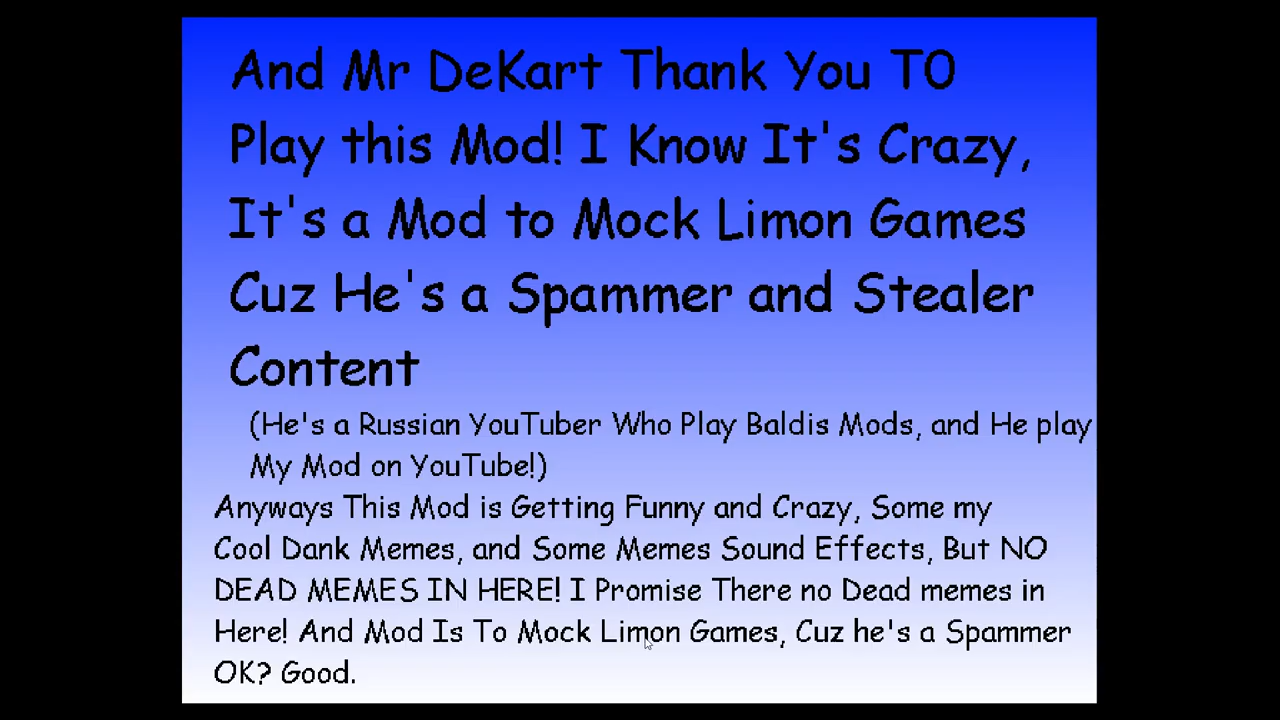 And Mr DeKart Thank You TO
Play this Mod! I Know It's Crazy,
It's a Mod to Mock Limon Games
Cuz He's a Spammer and Stealer
Content
(He's a Russian YouTuber Who Play Baldis Mods, and He play
My Mod on YouTube!)
Anyways This Mod is Getting Funny and Crazy, Some my
Cool Dank Memes, and Some Memes Sound Effects, But NO
DEAD MEMES IN HERE! I Promise There no Dead memes in
Here! And Mod Is To Mock Limon Games, Cuz he's a Spammer
OK? Good.